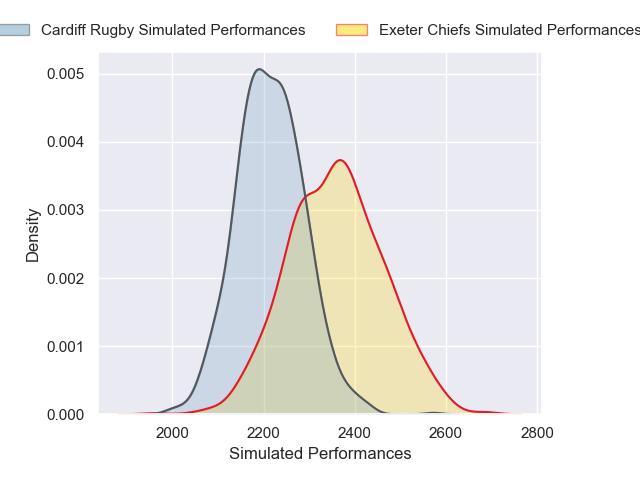 Cardiff Rugby Simulated Performances
Exeter Chiefs Simulated Performances
0.005
0.004
0.003
0.002
0.001
0.000
Density
2000 2200 2400 2600 2800
Simulated Performances